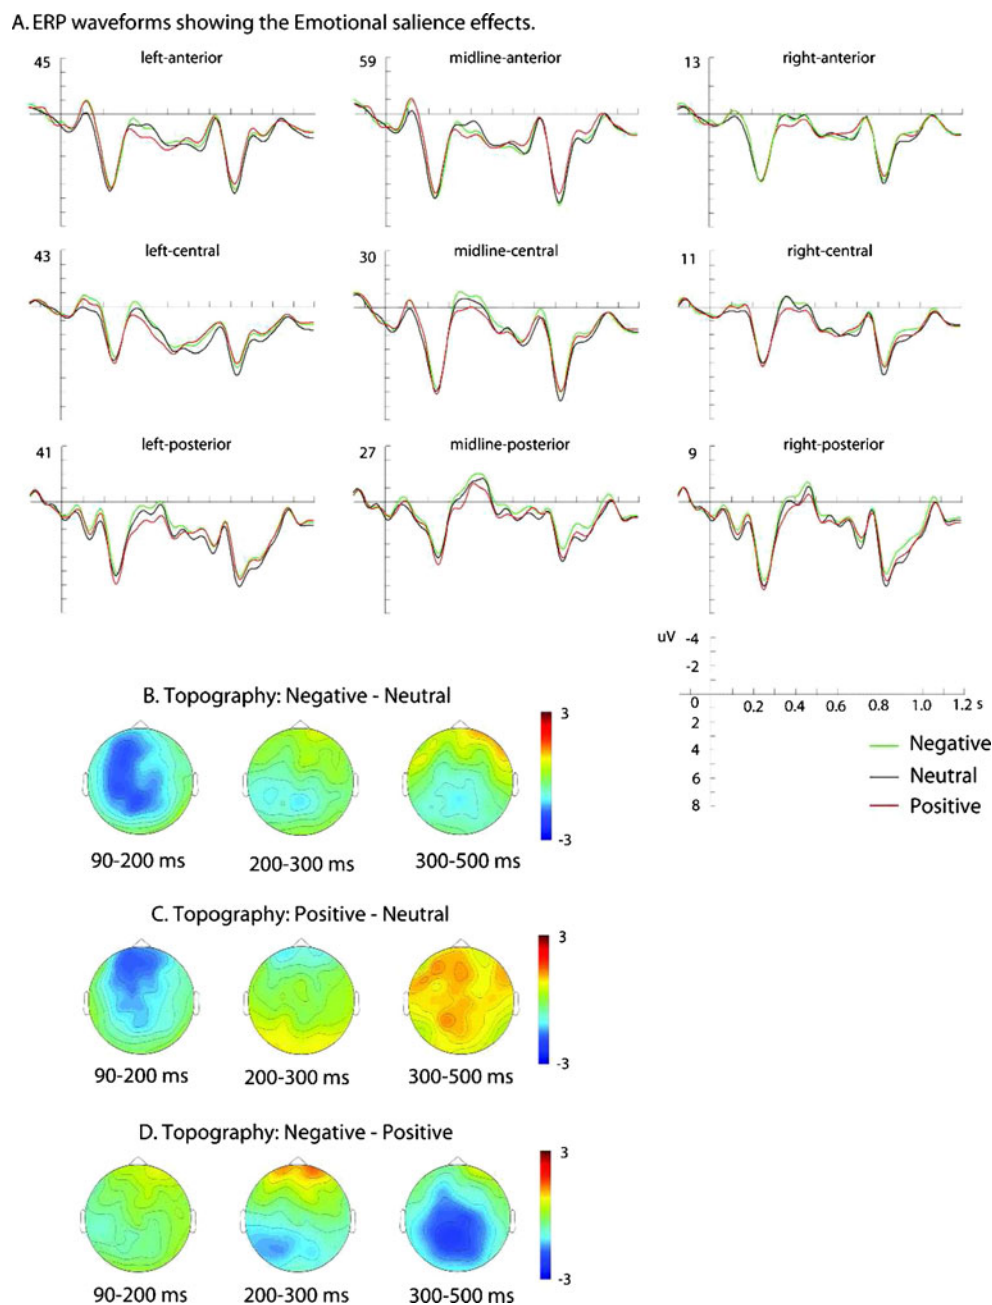 A. ERP waveforms showing the Emotional salience effects.
45 left-anterior 59 midline-anterior 13 right-anterior
43 left-central 30 midline-central 11 right-central
41 left-posterior 27 midline-posterior 9 right-posterior
uV -4
-2
0 0.2 0.4 0.6 0.8 1.0 1.2 s
2
4
6
8
Negative
Neutral
Positive
B. Topography: Negative - Neutral
3
-3
90-200 ms 200-300 ms 300-500 ms
C. Topography: Positive - Neutral
3
-3
90-200 ms 200-300 ms 300-500 ms
D. Topography: Negative - Positive
3
-3
90-200 ms 200-300 ms 300-500 ms